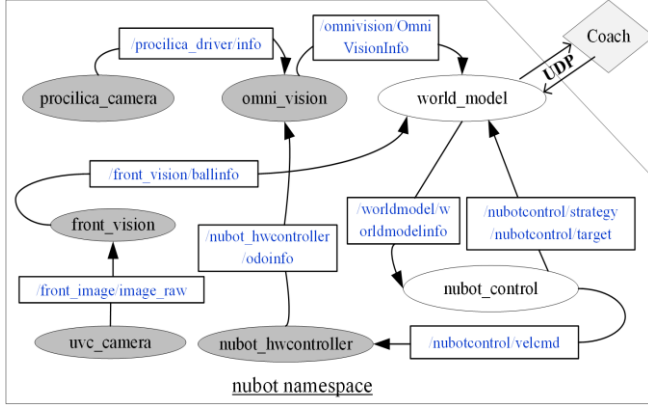 /omnivision/Omni
VisionInfo
Coach
/procilica_driver/info
UDP
procilica_camera
omni_vision
world_model
/front_vision/ballinfo
/worldmodel/w
orldmodelinfo
/nubotcontrol/strategy
/nubotcontrol/target
front_vision
/nubot_hwcontroller
/odoinfo
/front_image/image_raw
nubot_control
uvc_camera
nubot_hwcontroller
/nubotcontrol/velcmd
nubot namespace